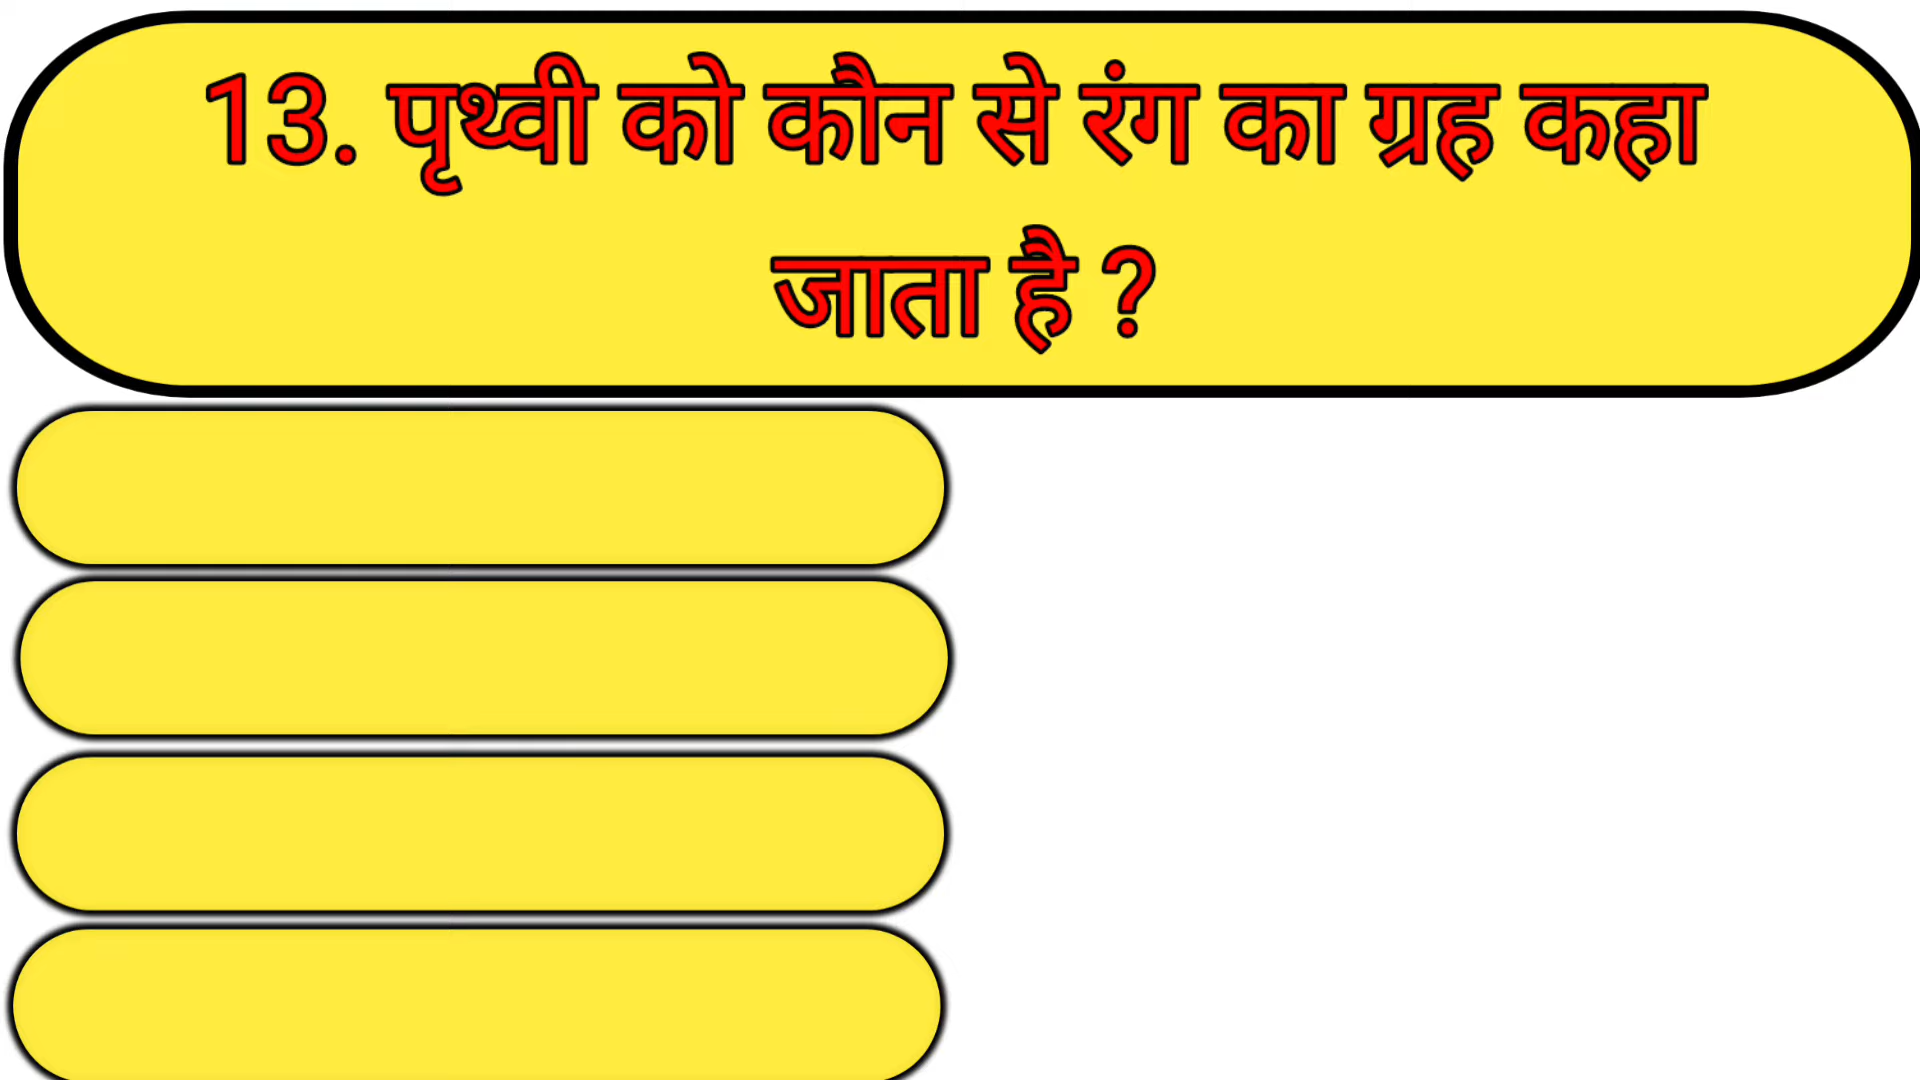 13. पृथ्वी को कौन से रंग का ग्रह कहा
जाता है ?